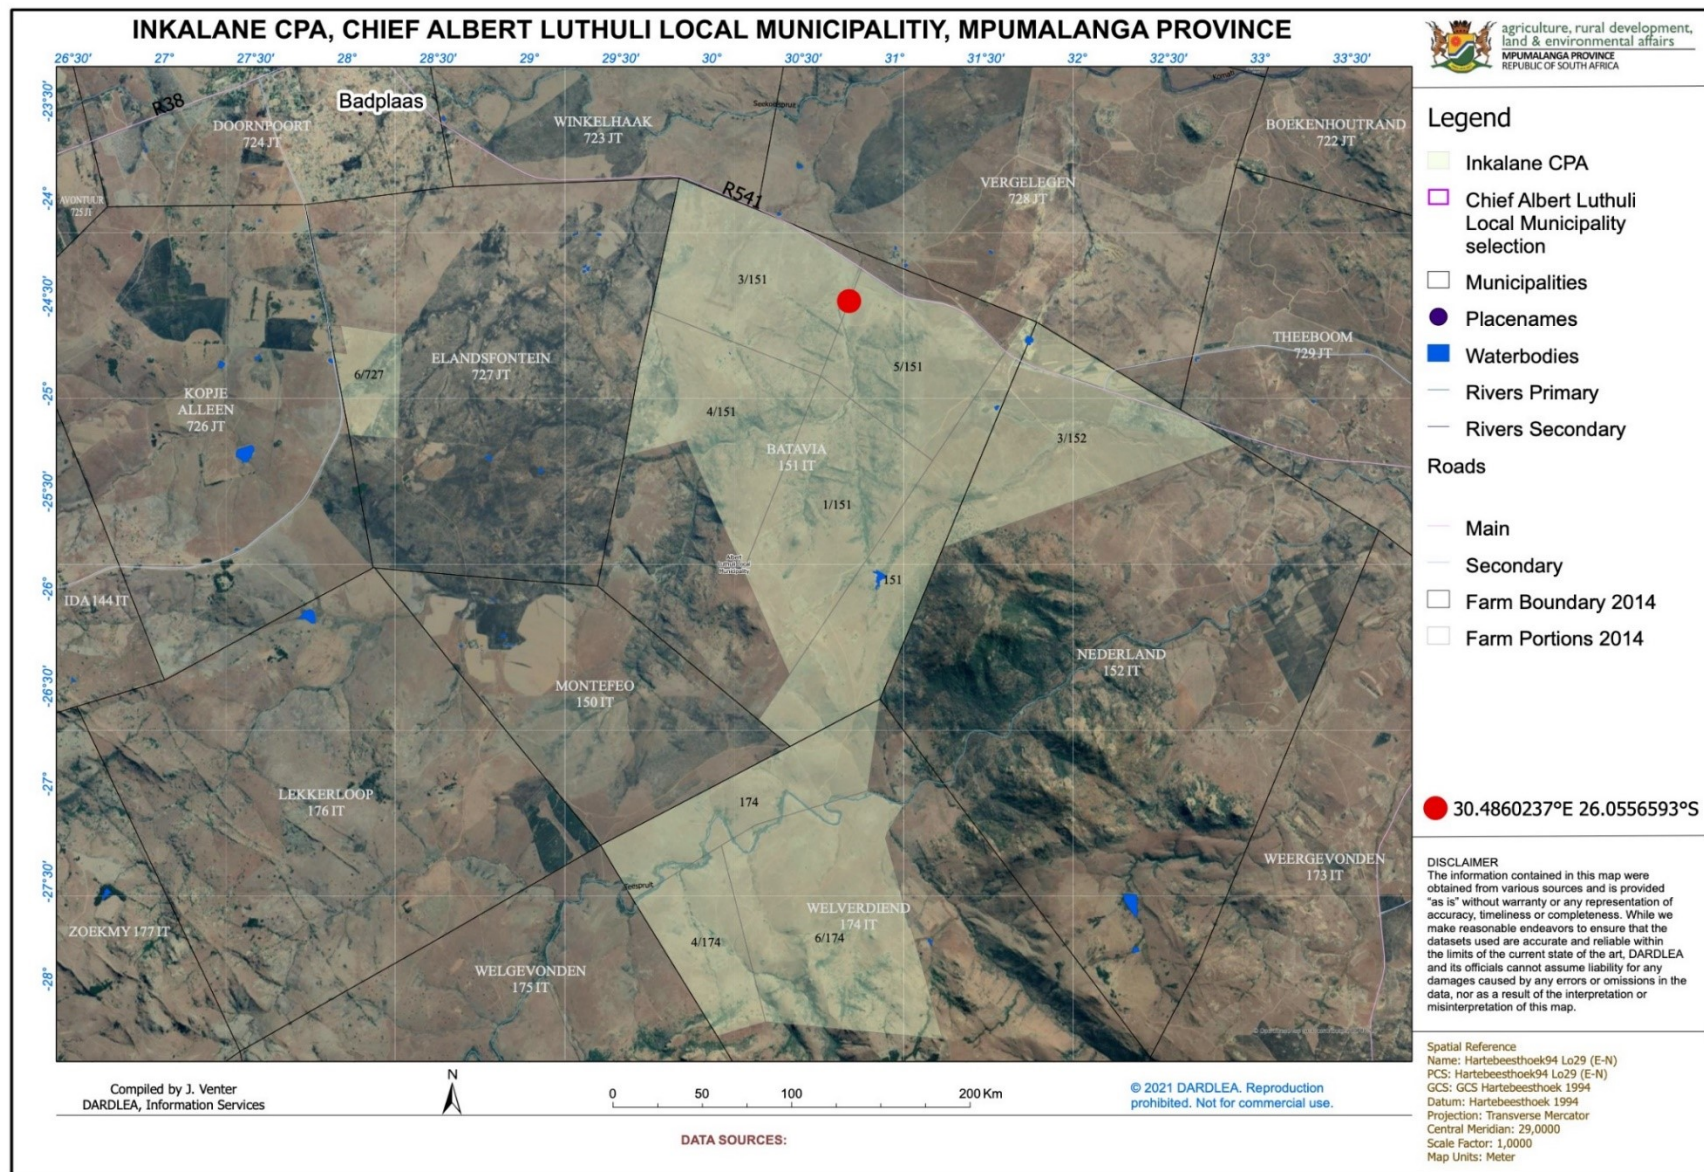 INKALANE CPA, CHIEF ALBERT LUTHULI LOCAL MUNICIPALITIY, MPUMALANGA PROVINCE
26°30' 27° 27°30' 28° 28°30' 29° 29°30' 30° 30°30' 31° 31°30' 32° 32°30' 33° 33°30'
-23°30'
-24°
-24°30'
-25°
-25°30'
-26°
-26°30'
-27°
-27°30'
-28°
R38
Badplaas
DOORNPOORT
724 JT
WINKELHAAK
723 JT
BOEKENHOUTRAND
722 JT
AVONTUUR
725 JT
R541
VERGELEGEN
728 JT
3/151
THEEBOOM
729 JT
ELANDSFONTEIN
727 JT
6/727
5/151
KOPJE
ALLEEN
726 JT
4/151
3/152
BATAVIA
151 IT
1/151
Albert
Luthuli Local
Municipality
151
IDA 144 IT
NEDERLAND
152 IT
MONTEFEO
150 IT
LEKKERLOOP
176 IT
174
WEERGEVONDEN
173 IT
WELVERDIEND
174 IT
ZOEKMY 177 IT
4/174
6/174
WELGEVONDEN
175 IT
Compiled by J. Venter
DARDLEA, Information Services
N
0 50 100 200 Km
© 2021 DARDLEA. Reproduction
prohibited. Not for commercial use.
DATA SOURCES:
agriculture, rural development,
land & environmental affairs
MPUMALANGA PROVINCE
REPUBLIC OF SOUTH AFRICA
Legend
Inkalane CPA
Chief Albert Luthuli
Local Municipality
selection
Municipalities
Placenames
Waterbodies
Rivers Primary
Rivers Secondary
Roads
Main
Secondary
Farm Boundary 2014
Farm Portions 2014
30.4860237°E 26.0556593°S
DISCLAIMER
The information contained in this map were
obtained from various sources and is provided
"as is" without warranty or any representation of
accuracy, timeliness or completeness. While we
make reasonable endeavors to ensure that the
datasets used are accurate and reliable within
the limits of the current state of the art, DARDLEA
and its officials cannot assume liability for any
damages caused by any errors or omissions in the
data, nor as a result of the interpretation or
misinterpretation of this map.
Spatial Reference
Name: Hartebeesthoek94 Lo29 (E-N)
PCS: Hartebeesthoek94 Lo29 (E-N)
GCS: GCS Hartebeesthoek 1994
Datum: Hartebeesthoek 1994
Projection: Transverse Mercator
Central Meridian: 29,0000
Scale Factor: 1,0000
Map Units: Meter